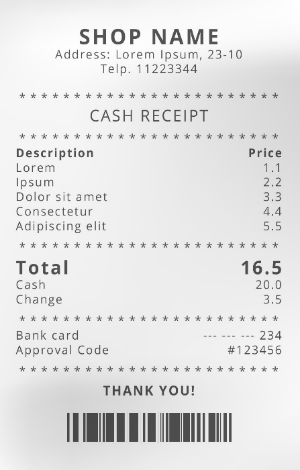 SHOP NAME
Address: Lorem Ipsum, 23-10
Telp. 11223344
* * * * * * * * * * * * * * * * * * * * * * * *
CASH RECEIPT
* * * * * * * * * * * * * * * * * * * * * * * *
Description Price
Lorem 1.1
Ipsum 2.2
Dolor sit amet 3.3
Consectetur 4.4
Adipiscing elit 5.5
* * * * * * * * * * * * * * * * * * * * * * * *
Total 16.5
Cash 20.0
Change 3.5
* * * * * * * * * * * * * * * * * * * * * * * *
Bank card --- --- --- 234
Approval Code #123456
* * * * * * * * * * * * * * * * * * * * * * * *
THANK YOU!